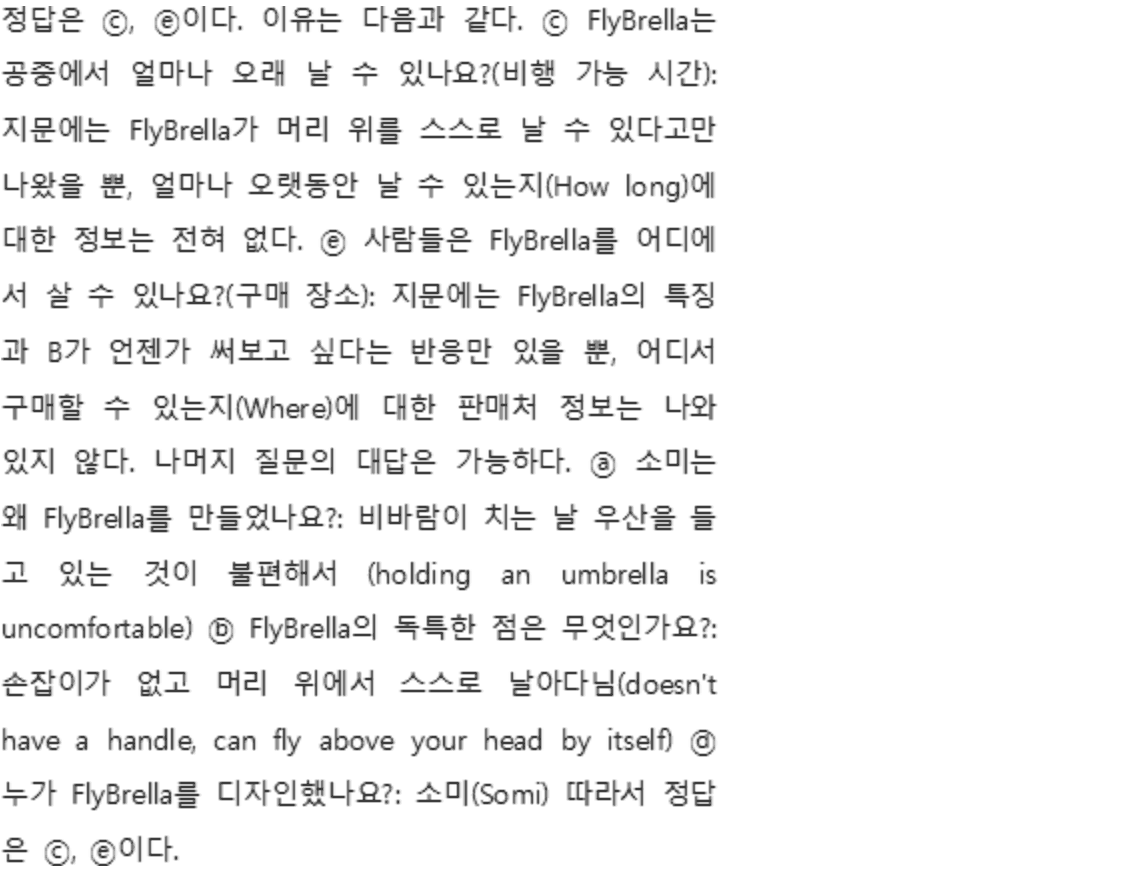 정답은 ⓒ, ⓔ이다. 이유는 다음과 같다. ⓒ FlyBrella는
공중에서 얼마나 오래 날 수 있나요?(비행 가능 시간):
지문에는 FlyBrella가 머리 위를 스스로 날 수 있다고만
나왔을 뿐, 얼마나 오랫동안 날 수 있는지(How long)에
대한 정보는 전혀 없다. ⓔ 사람들은 FlyBrella를 어디에
서 살 수 있나요?(구매 장소): 지문에는 FlyBrella의 특징
과 B가 언젠가 써보고 싶다는 반응만 있을 뿐, 어디서
구매할 수 있는지(Where)에 대한 판매처 정보는 나와
있지 않다. 나머지 질문의 대답은 가능하다. ⓐ 소미는
왜 FlyBrella를 만들었나요?: 비바람이 치는 날 우산을 들
고 있는 것이 불편해서 (holding an umbrella is
uncomfortable) ⓑ FlyBrella의 독특한 점은 무엇인가요?:
손잡이가 없고 머리 위에서 스스로 날아다님(doesn't
have a handle, can fly above your head by itself) ⓓ
누가 FlyBrella를 디자인했나요?: 소미(Somi) 따라서 정답
은 ⓒ, ⓔ이다.